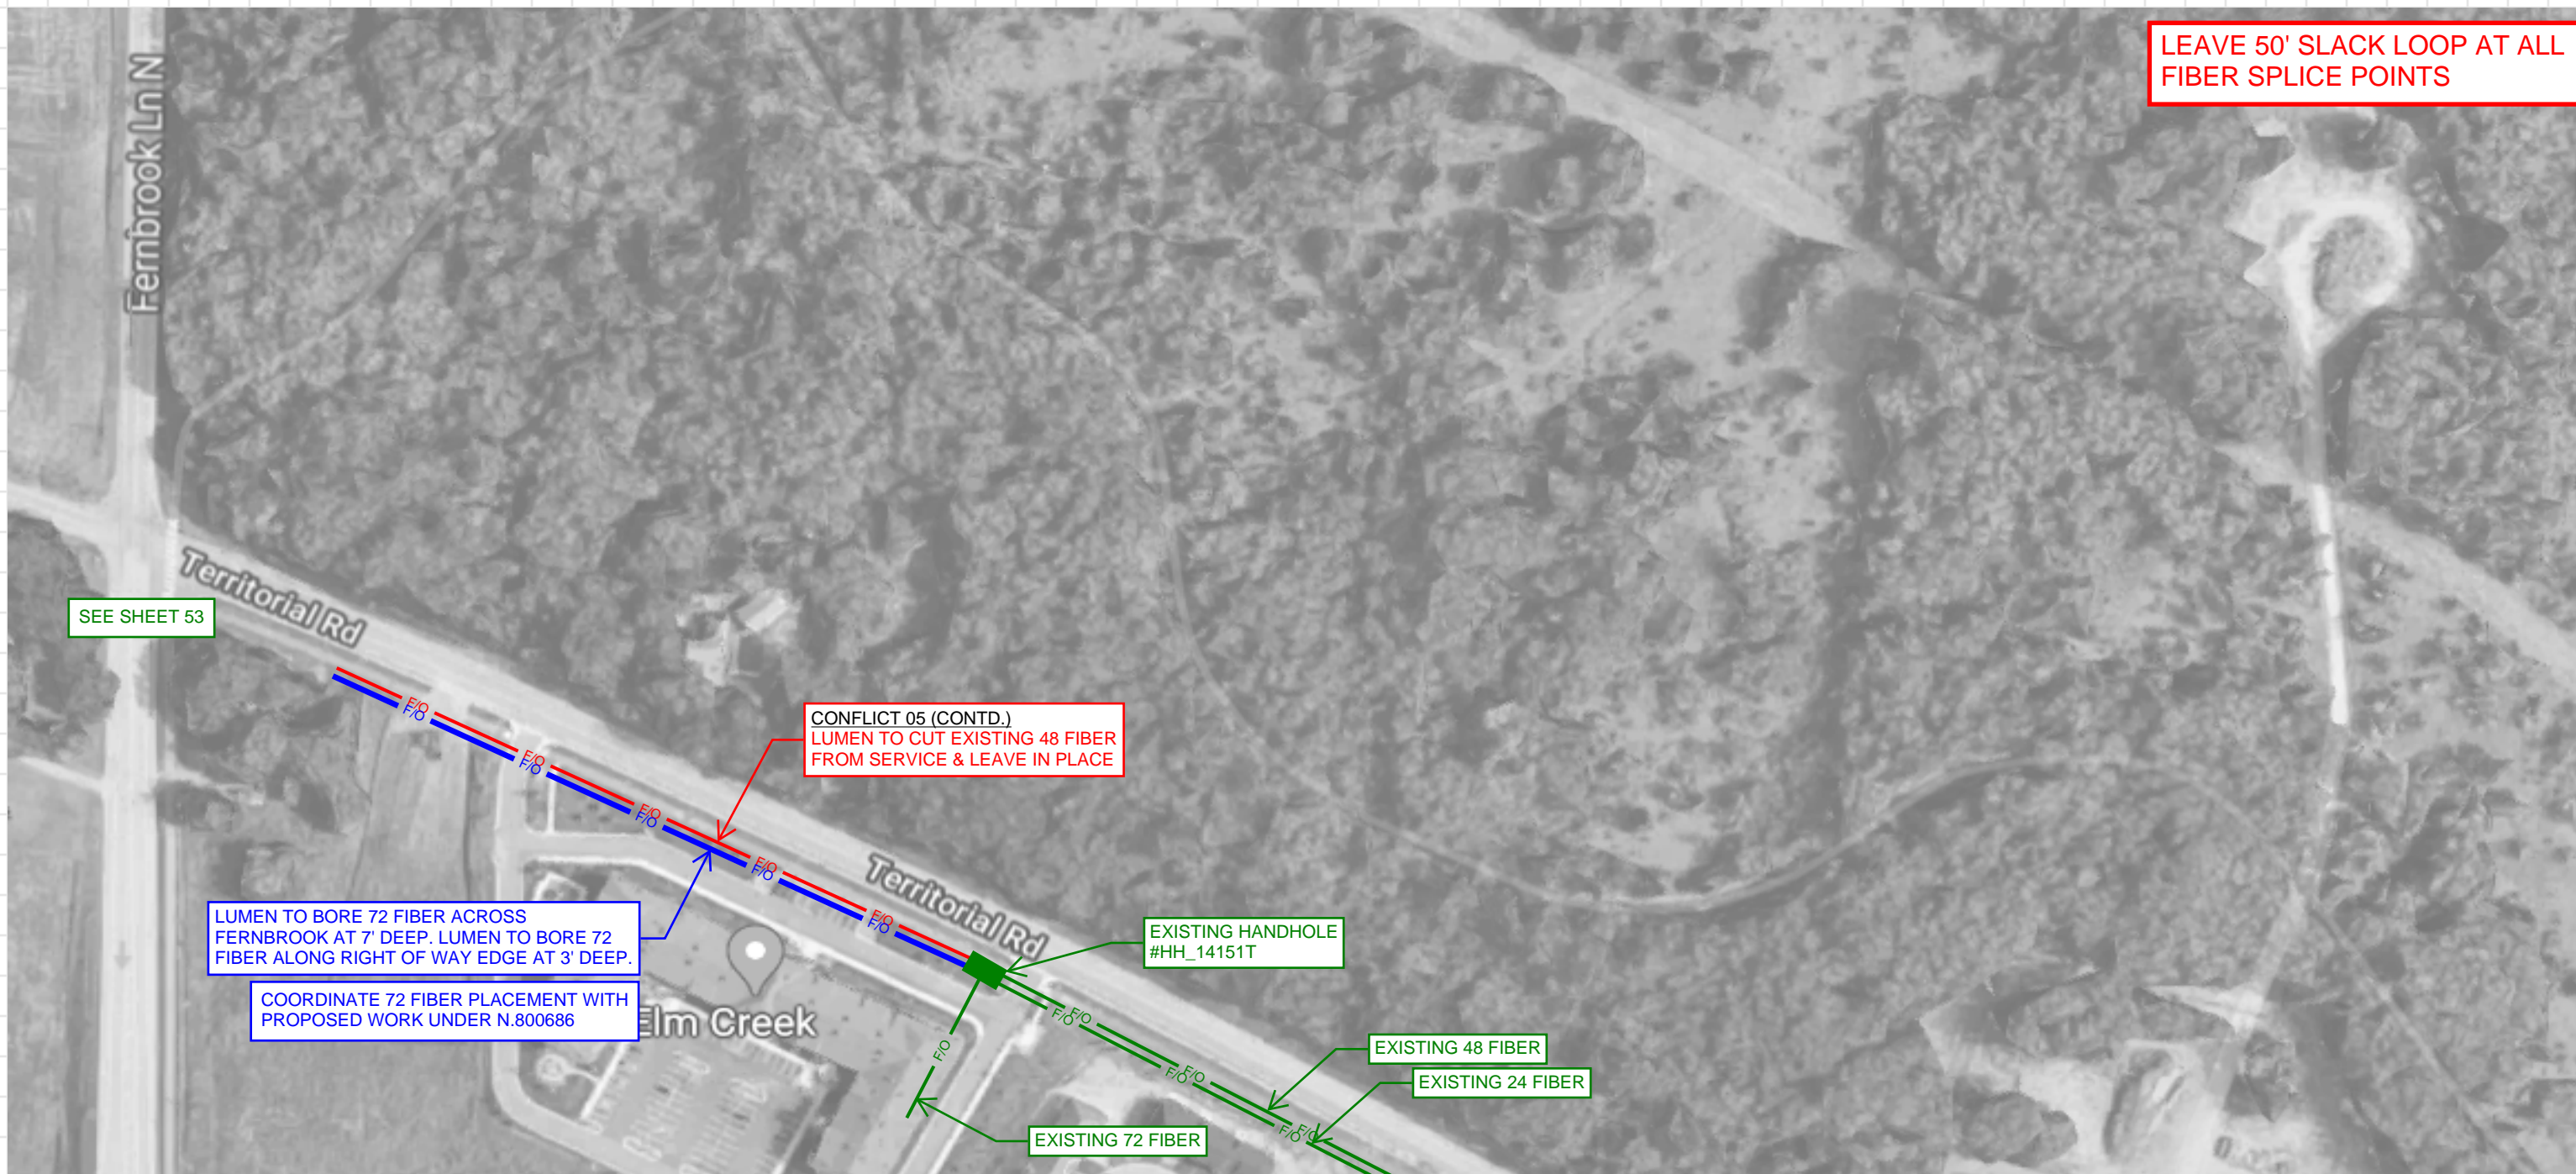 LEAVE 50' SLACK LOOP AT ALL
FIBER SPLICE POINTS
Fernbrook Ln N
Territorial Rd
SEE SHEET 53
F/O
F/O
F/O
F/O
F/O
F/O
F/O
F/O
F/O
F/O
CONFLICT 05 (CONTD.)
LUMEN TO CUT EXISTING 48 FIBER
FROM SERVICE & LEAVE IN PLACE
Territorial Rd
LUMEN TO BORE 72 FIBER ACROSS
FERNBROOK AT 7' DEEP. LUMEN TO BORE 72
FIBER ALONG RIGHT OF WAY EDGE AT 3' DEEP.
COORDINATE 72 FIBER PLACEMENT WITH
PROPOSED WORK UNDER N.800686
Elm Creek
EXISTING HANDHOLE
#HH_14151T
F/O
F/O
F/O
F/O
F/O
F/O
F/O
EXISTING 48 FIBER
EXISTING 24 FIBER
EXISTING 72 FIBER